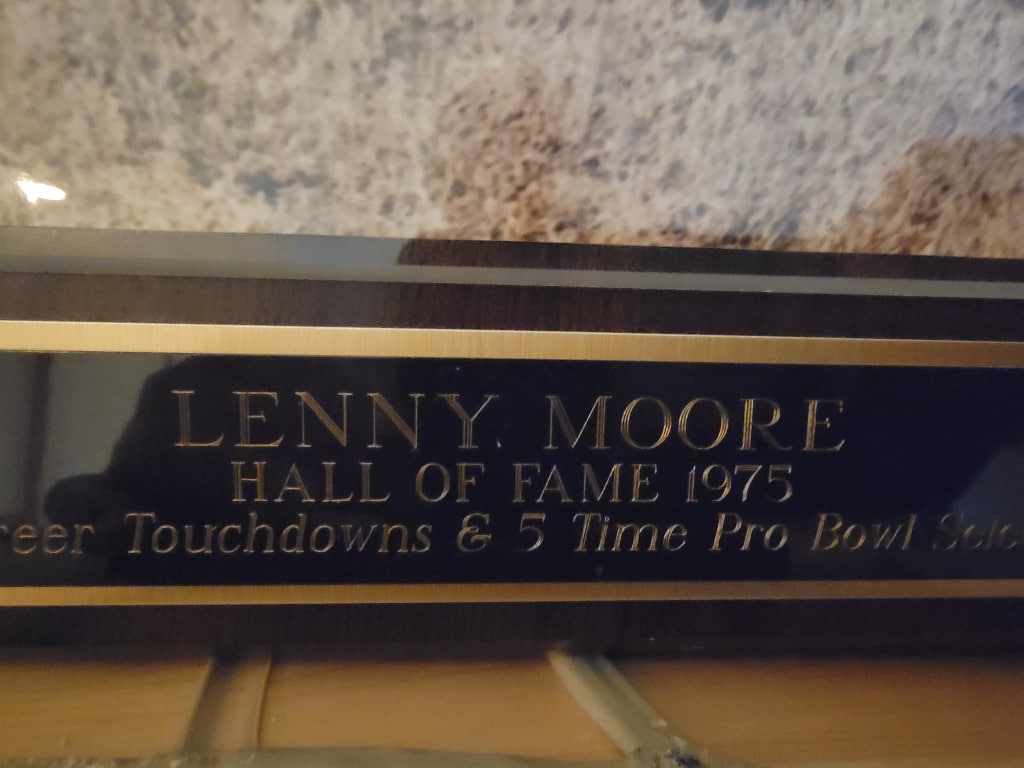 LENNY MOORE
HALL OF FAME 1975
Touchdowns & 5 Time Pro Bowl